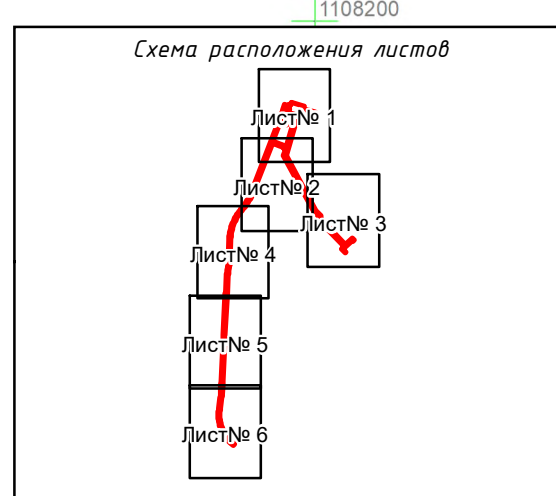 1108200
Схема расположения листов
Лист№ 1
Лист№ 2
Лист№ 3
Лист№ 4
Лист№ 5
Лист№ 6